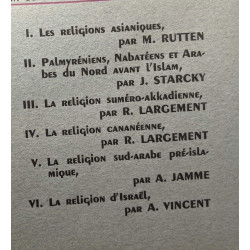 I. Les religions asianiques,
par M. Rutten
II. Palmyréniens, Nabatéens et Ara-
bes du Nord avant l'Islam,
par J. Starcky
III. La religion suméro-akkadienne,
par R. Largement
IV. La religion cananéenne,
par R. Largement
V. La religion sud-arabe pré-isla-
mique,
par A. Jamme
VI. La religion d'Israël,
par A. Vincent